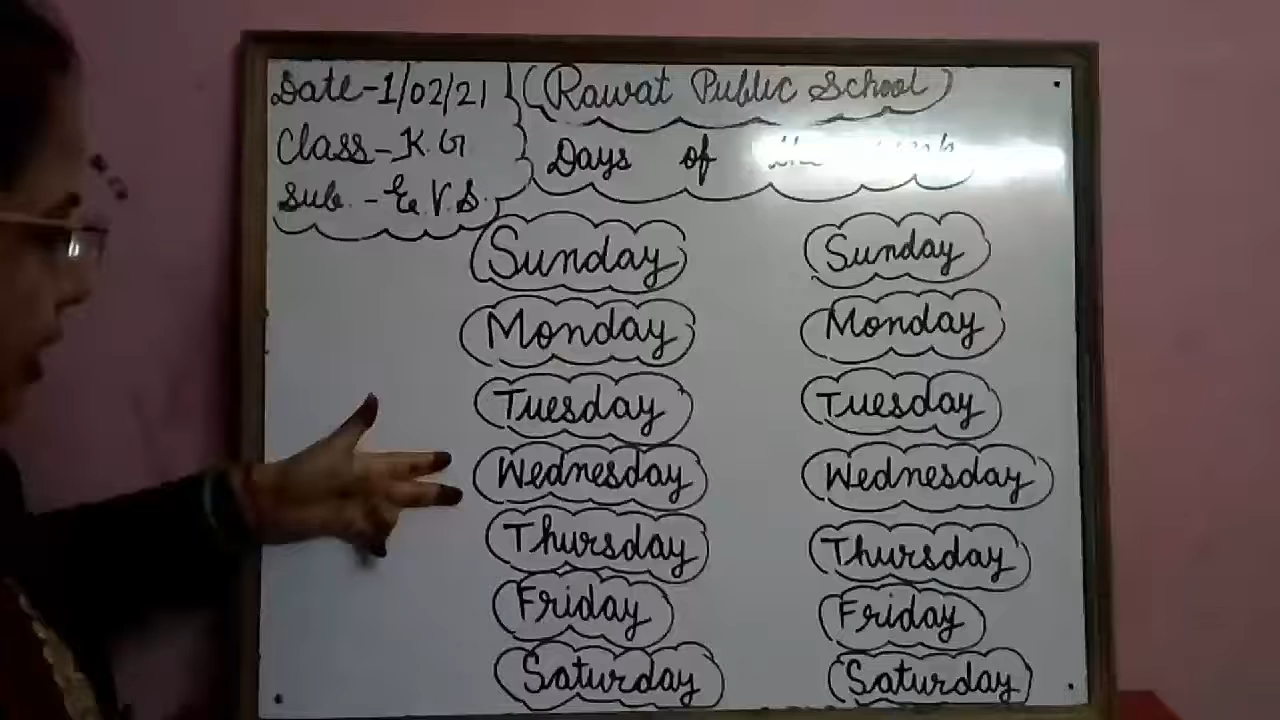 Date-1/02/21 (Rawat Public School)
Class-K.G Days of
Sub.-E.V.S.
Sunday Sunday
Monday Monday
Tuesday Tuesday
Wednesday Wednesday
Thursday Thursday
Friday Friday
Saturday Saturday